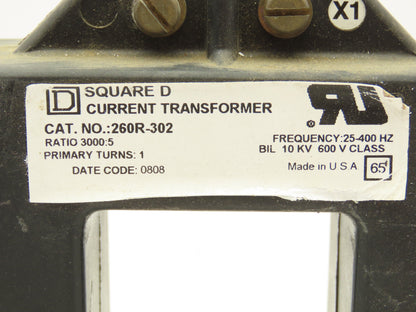 X1
SQUARE D
CURRENT TRANSFORMER
CAT. NO.:260R-302
RATIO 3000:5
PRIMARY TURNS: 1
DATE CODE: 0808
FREQUENCY:25-400 HZ
BIL 10 KV 600 V CLASS
Made in U.S.A
65